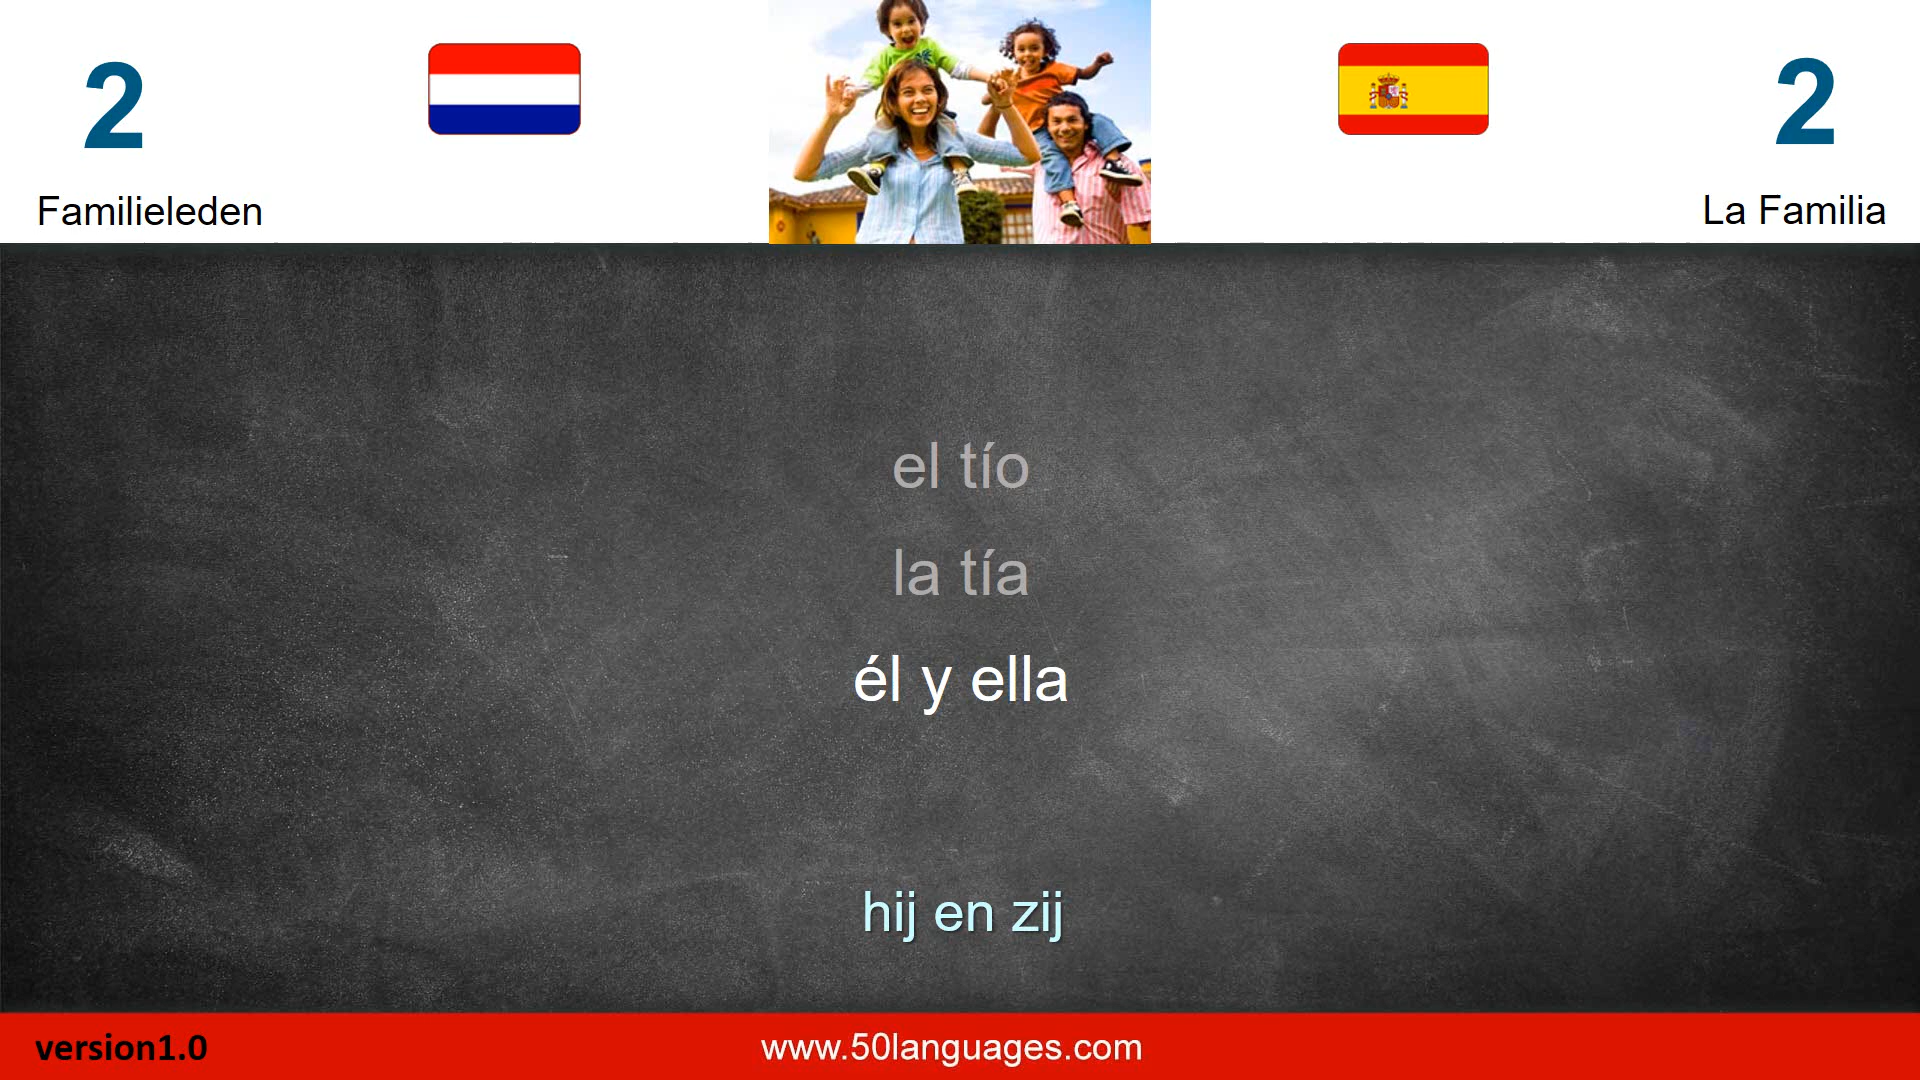 2
2
Familieleden
La Familia
el tío
la tía
él y ella
hij en zij
version1.0
www.50languages.com